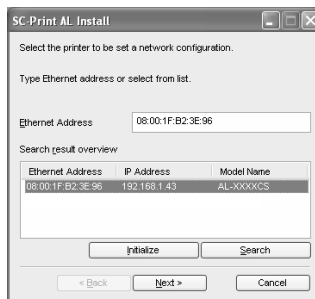 SC-Print AL Install
Select the printer to be set a network configuration.
Type Ethernet address or select from list.
Ethernet Address 08:00:1F:B2:3E:96
Search result overview
Ethernet Address IP Address Model Name
08:00:1F:B2:3E:96 192.168.1.43 AL-XXXXCS
Initialize Search
< Back Next > Cancel